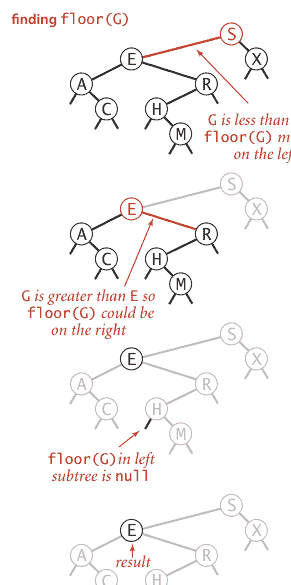 finding floor(G)
S
E
X
A
R
C
H
M
G is less than
floor(G) m
on the lef
S
E
X
A
R
C
H
M
G is greater than E so
floor(G) could be
on the right
S
E
X
A
R
C
H
M
floor(G)in left
subtree is null
S
E
X
A
R
result
C
H